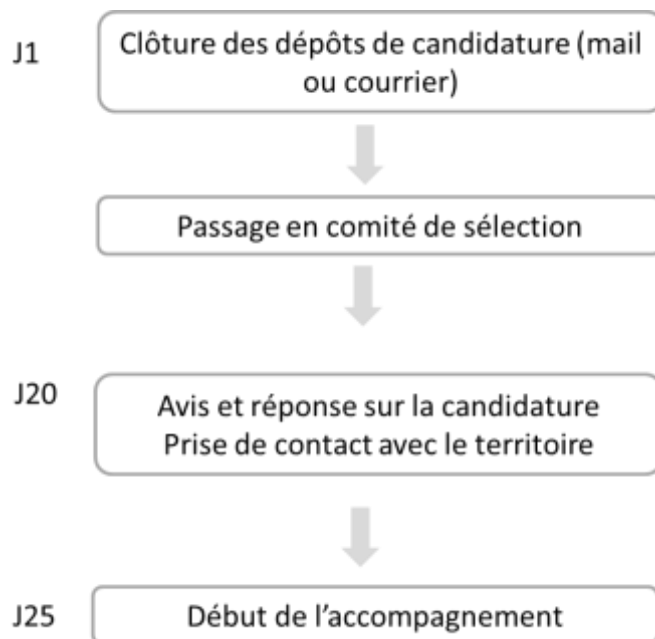 J1
Clôture des dépôts de candidature (mail
ou courrier)
Passage en comité de sélection
J20
Avis et réponse sur la candidature
Prise de contact avec le territoire
J25
Début de l’accompagnement